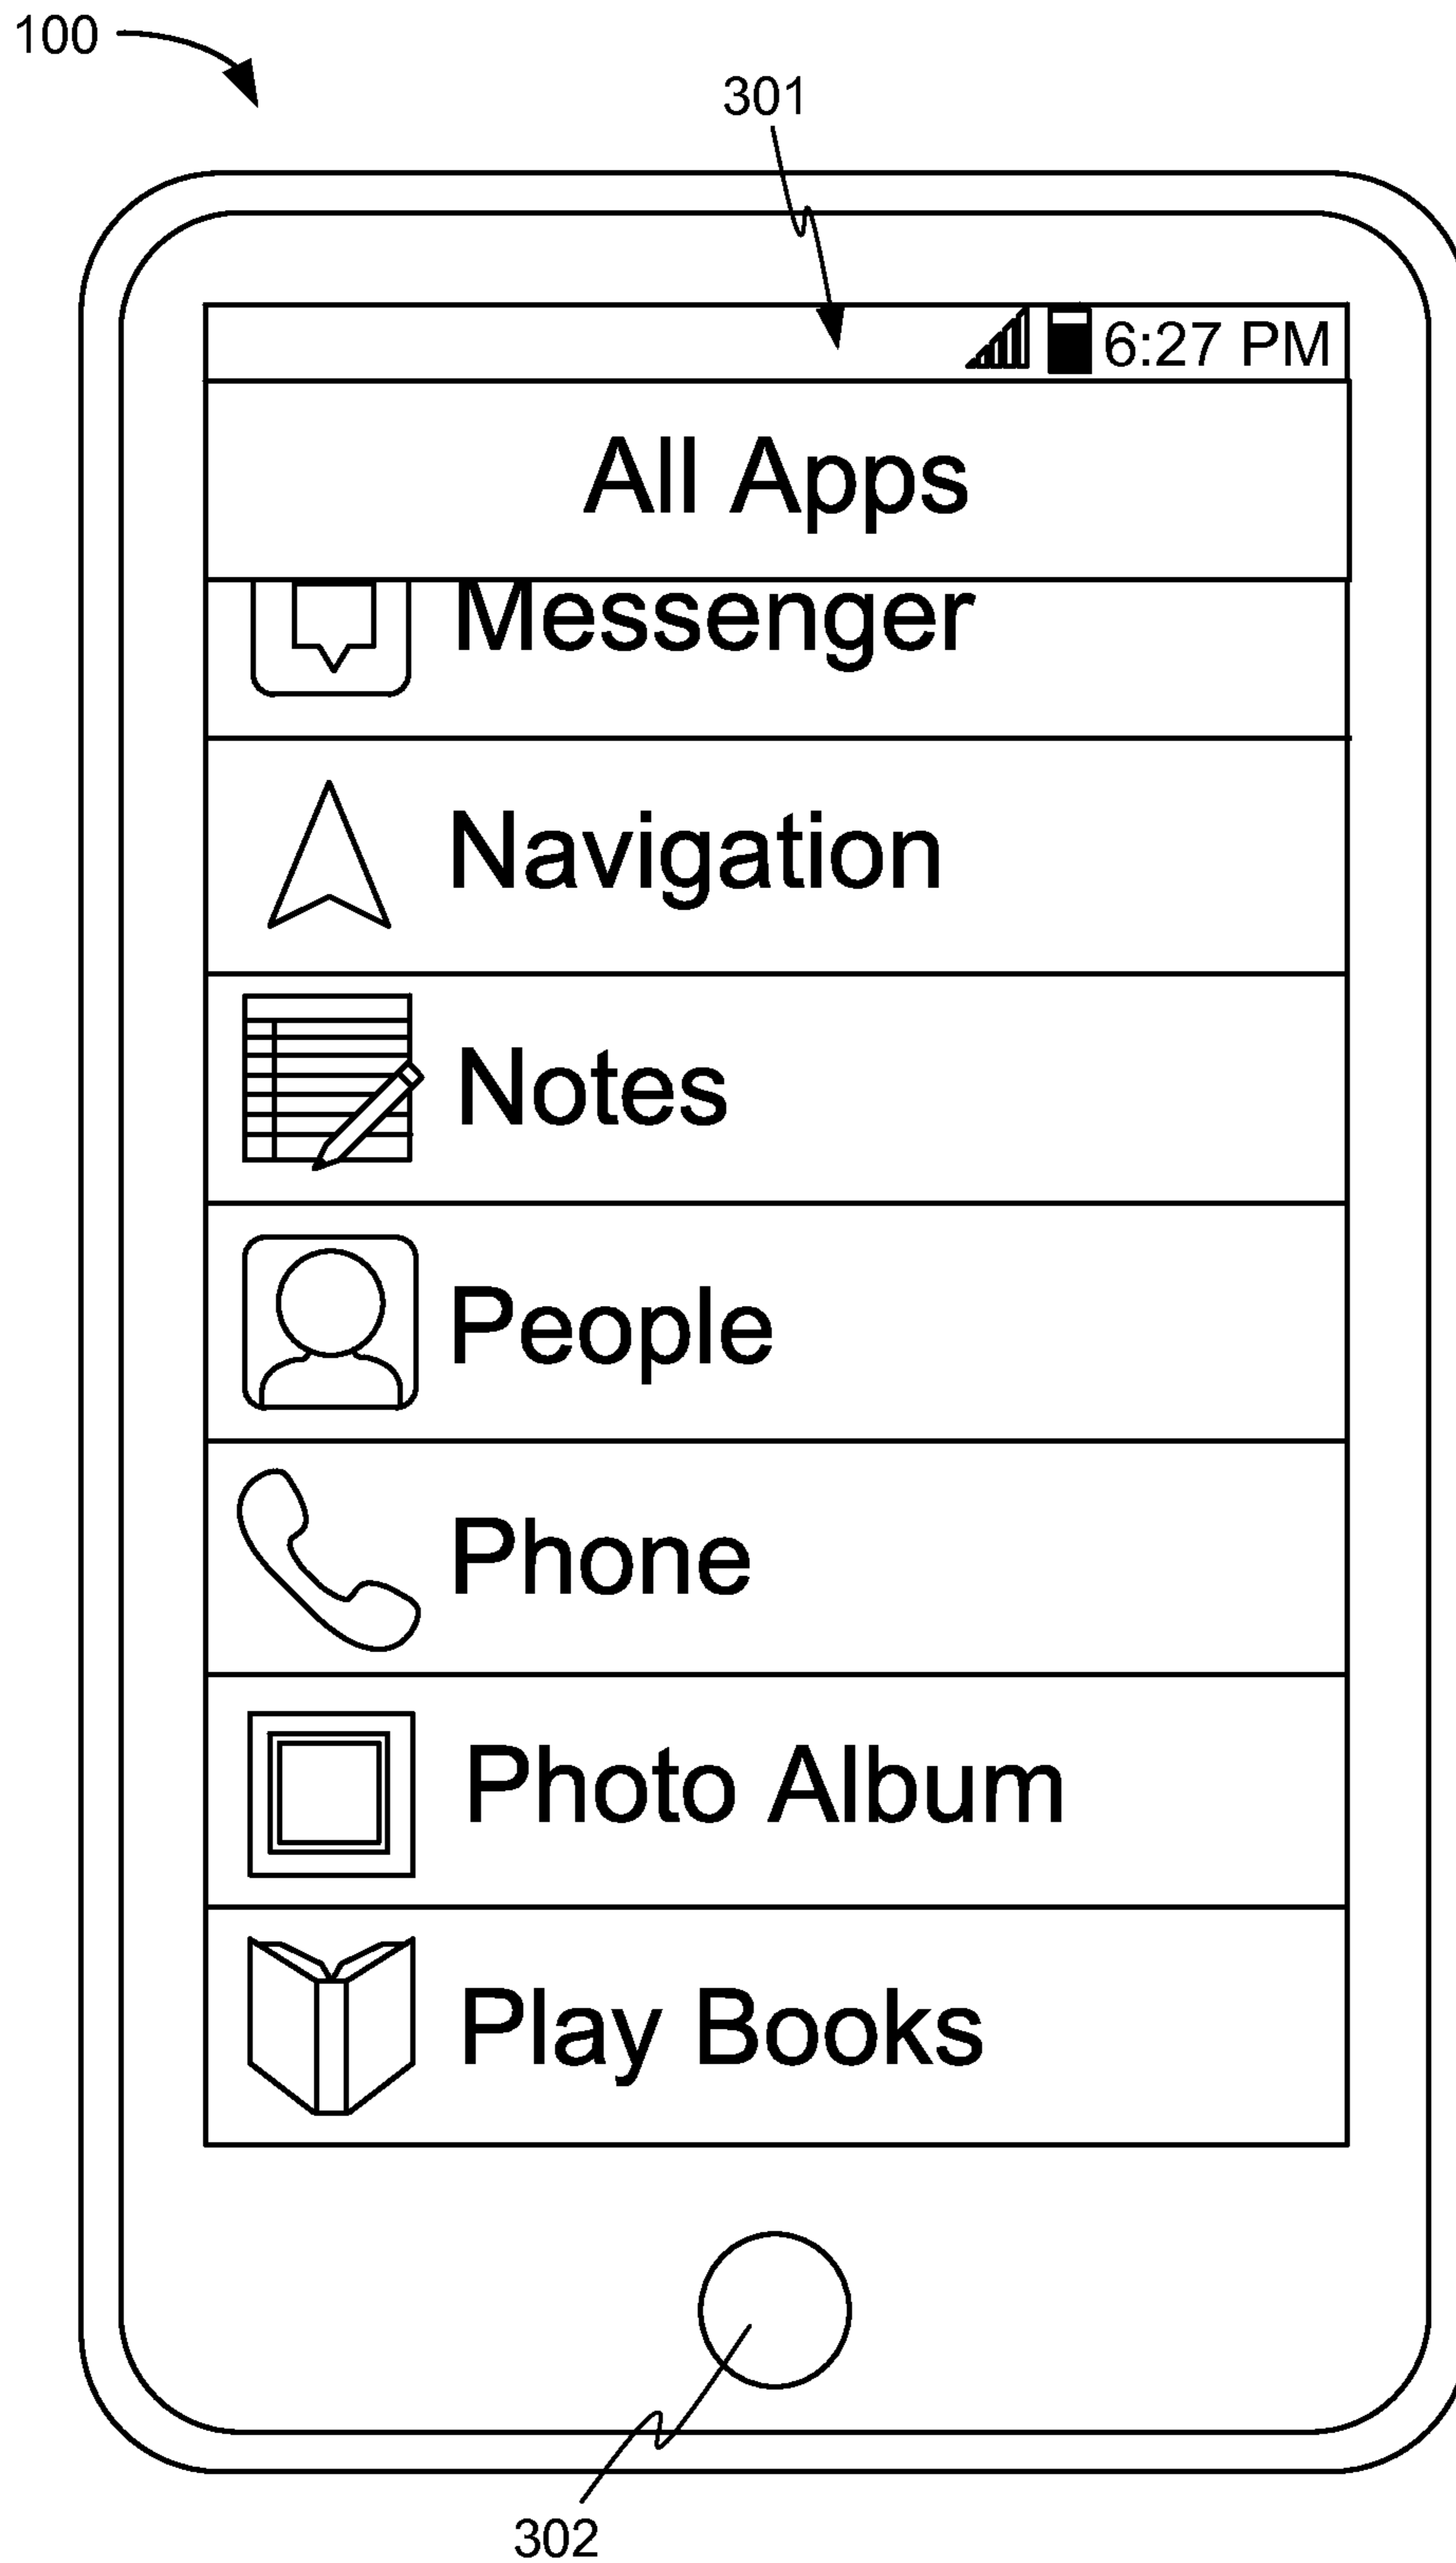 100
301
6:27 PM
All Apps
Messenger
Navigation
Notes
People
Phone
Photo Album
Play Books
302